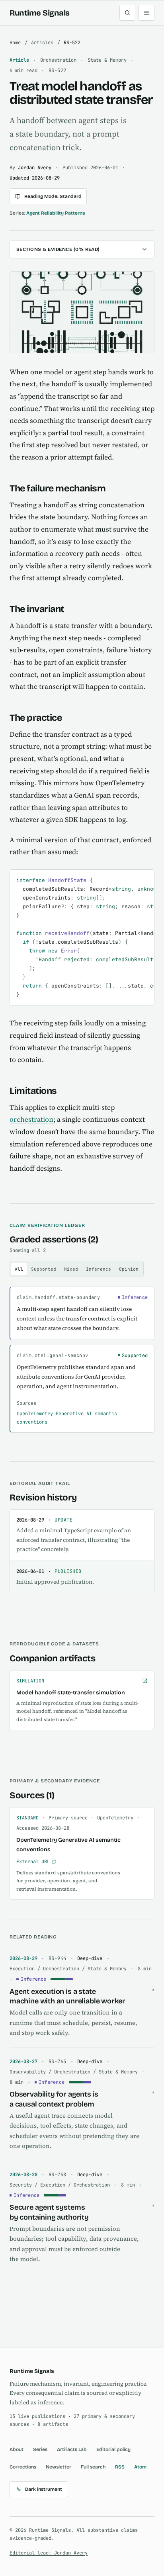 Runtime Signals
Home / Articles / RS-522
Article · Orchestration · State & Memory ·
6 min read · RS-522
Treat model handoff as
distributed state transfer
A handoff between agent steps is
a state boundary, not a prompt
concatenation trick.
By Jordan Avery · Published 2026-06-01 ·
Updated 2026-08-29
Reading Mode: Standard
Series: Agent Reliability Patterns
SECTIONS & EVIDENCE (0% READ)
When one model or agent step hands work to
the next, the handoff is usually implemented
as “append the transcript so far and
continue.” That works until the receiving step
needs something the transcript doesn’t carry
explicitly: a partial tool result, a constraint
the first step resolved but never restated, or
the reason a prior attempt failed.
The failure mechanism
Treating a handoff as string concatenation
hides the state boundary. Nothing enforces an
author-maintained summary will survive the
handoff, so it's easy to lose exactly the
information a recovery step depends on - often
only visible after a retry silently redoes work
the first model already completed.
The invariant
A handoff is a state transfer with a boundary.
Anything the next step needs - completed
sub-results, open constraints, failure history
- has to be named as an explicit transfer
contract, not an implicit assumption about
what the transcript will happen to contain.
The practice
Define the transfer contract as a typed
structure: what’s required, what’s optional,
and what a receiving step should do if a
required field is missing. This mirrors how
OpenTelemetry standardizes span and
attribute contracts for GenAI spans, rather
than leaving span attributes to whatever a
given SDK happens to log.
A minimal version of that contract, enforced
rather than assumed:
interface HandoffState {
completedSubResults: Record<string, unknow
openConstraints: string[];
priorFailure?: { step: string; reason: str
}
function receiveHandoff(state: Partial<Hando
if (!state.completedSubResults) {
throw new Error(
'Handoff rejected: completedSubResults
);
}
return { openConstraints: [], ...state, co
}
The receiving step fails loudly on a missing
required field instead of silently guessing
from whatever the transcript happens
to contain.
Limitations
This applies to explicit multi-step
orchestration; a single continuous context
window doesn’t have the same boundary. The
simulation referenced above reproduces one
failure shape, not an exhaustive survey of
handoff designs.
CLAIM VERIFICATION LEDGER
Graded assertions (2)
Showing all 2
All Supported Mixed Inference Opinion
claim.handoff.state-boundary Inference
A multi-step agent handoff can silently lose
context unless the transfer contract is explicit
about what state crosses the boundary.
claim.otel.genai-semconv Supported
OpenTelemetry publishes standard span and
attribute conventions for GenAI provider,
operation, and agent instrumentation.
Sources
OpenTelemetry Generative AI semantic
conventions
EDITORIAL AUDIT TRAIL
Revision history
2026-08-29 · UPDATE
Added a minimal TypeScript example of an
enforced transfer contract, illustrating "the
practice" concretely.
2026-06-01 · PUBLISHED
Initial approved publication.
REPRODUCIBLE CODE & DATASETS
Companion artifacts
SIMULATION
Model handoff state-transfer simulation
A minimal reproduction of state loss during a multi-
model handoff, referenced in "Model handoff as
distributed state transfer."
PRIMARY & SECONDARY EVIDENCE
Sources (1)
STANDARD · Primary source · OpenTelemetry ·
Accessed 2026-08-28
OpenTelemetry Generative AI semantic
conventions
External URL
Defines standard span/attribute conventions
for provider, operation, agent, and
retrieval instrumentation.
RELATED READING
2026-08-29 · RS-944 · Deep-dive ·
Execution / Orchestration / State & Memory · 8 min
· Inference
Agent execution is a state
machine with an unreliable worker
Model calls are only one transition in a
runtime that must schedule, persist, resume,
and stop work safely.
2026-08-27 · RS-765 · Deep-dive ·
Observability / Orchestration / State & Memory ·
8 min · Inference
Observability for agents is
a causal context problem
A useful agent trace connects model
decisions, tool effects, state changes, and
scheduler events without pretending they are
one operation.
2026-08-28 · RS-758 · Deep-dive ·
Security / Execution / Orchestration · 8 min ·
Inference
Secure agent systems
by containing authority
Prompt boundaries are not permission
boundaries; tool capability, data provenance,
and approval must be enforced outside
the model.
Runtime Signals
Failure mechanism, invariant, engineering practice.
Every consequential claim is sourced or explicitly
labeled as inference.
13 live publications · 27 primary & secondary
sources · 8 artifacts
About Series Artifacts Lab Editorial policy
Corrections Newsletter Full search RSS Atom
Dark instrument
© 2026 Runtime Signals. All substantive claims
evidence-graded.
Editorial lead: Jordan Avery